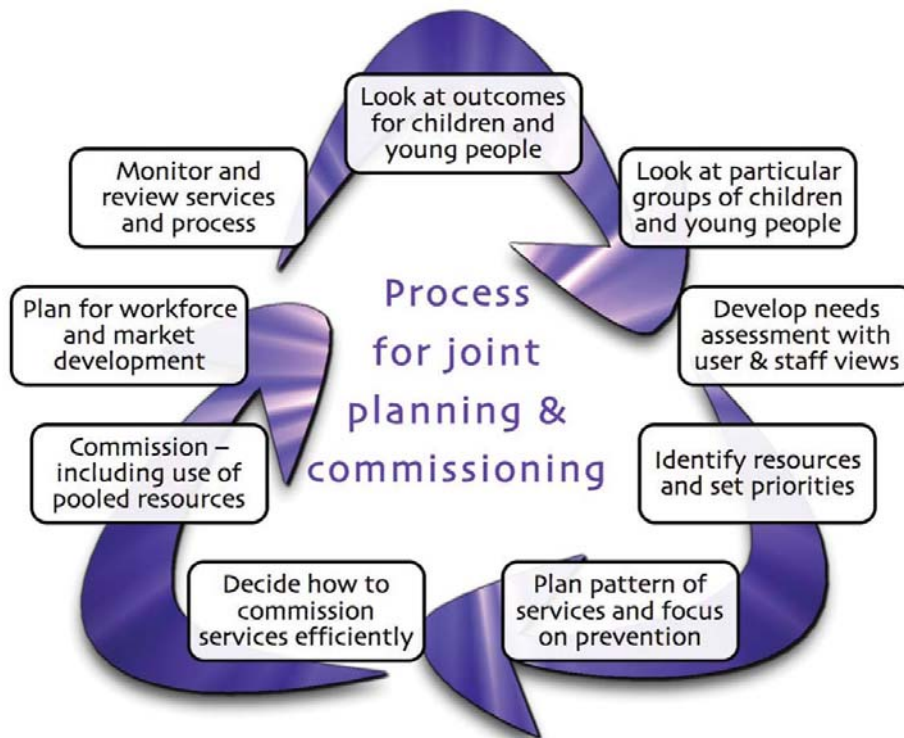 Look at outcomes
for children and
young people
Look at particular
groups of children
and young people
Develop needs
assessment with
user & staff views
Identify resources
and set priorities
Plan pattern of
services and focus
on prevention
Decide how to
commission
services efficiently
Commission –
including use of
pooled resources
Plan for workforce
and market
development
Monitor and
review services
and process
Process
for joint
planning &
commissioning